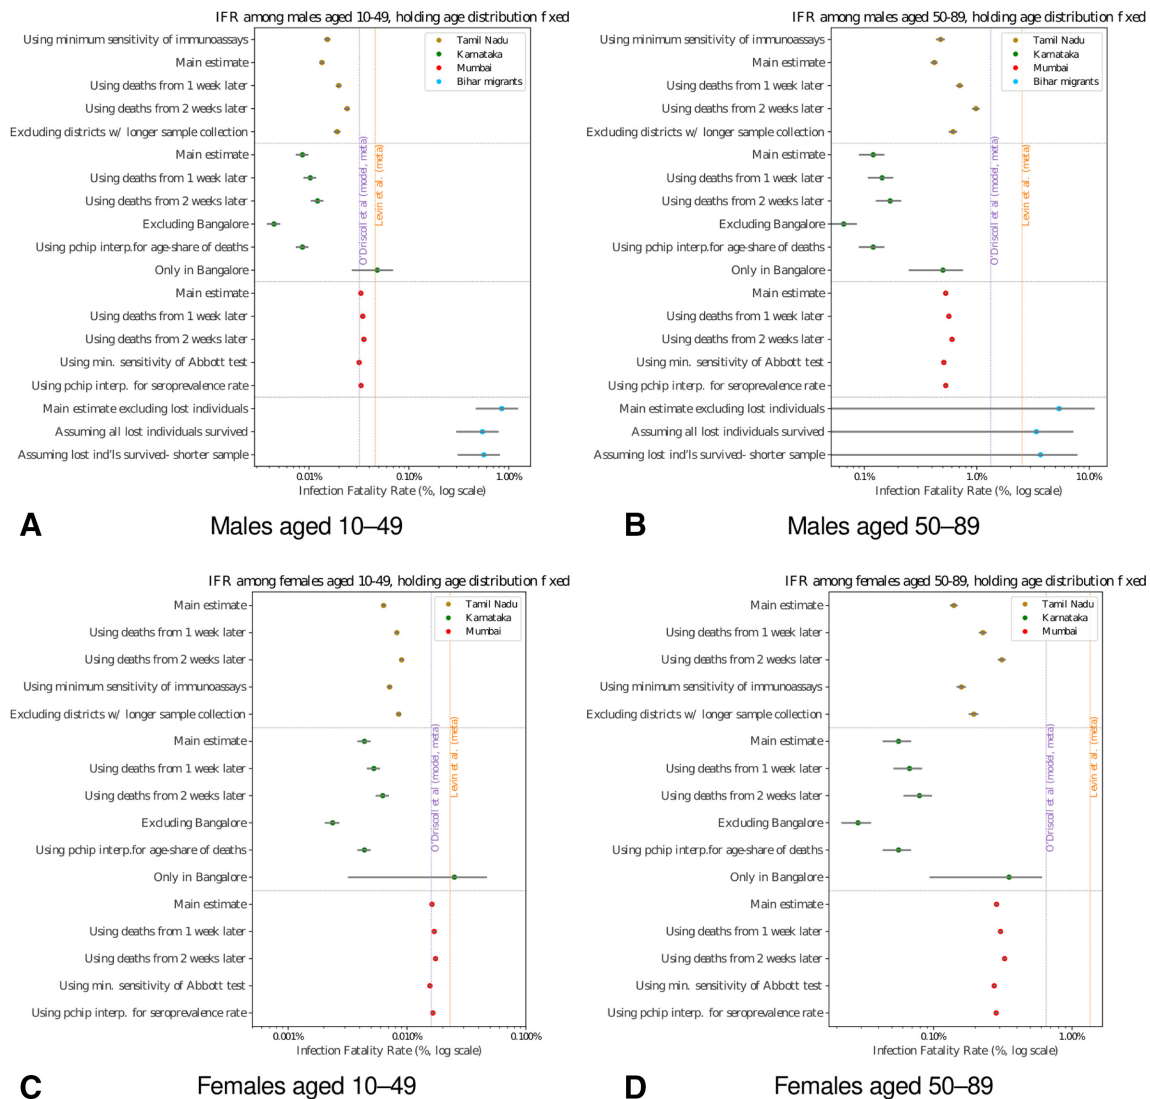 IFR among males aged 10-49, holding age distribution f xed
Using minimum sensitivity of immunoassays
Main estimate
Using deaths from 1 week later
Using deaths from 2 weeks later
Excluding districts w/ longer sample collection
Main estimate
Using deaths from 1 week later
Using deaths from 2 weeks later
Excluding Bangalore
Using pchip interp.for age-share of deaths
Only in Bangalore
Main estimate
Using deaths from 1 week later
Using deaths from 2 weeks later
Using min. sensitivity of Abbott test
Using pchip interp. for seroprevalence rate
Main estimate excluding lost individuals
Assuming all lost individuals survived
Assuming lost ind'ls survived- shorter sample
Tamil Nadu
Karnataka
Mumbai
Bihar migrants
O'Driscoll et al (model, meta)
Levin et al. (meta)
0.01% 0.10% 1.00%
Infection Fatality Rate (%, log scale)
A Males aged 10–49
IFR among males aged 50-89, holding age distribution f xed
Using minimum sensitivity of immunoassays
Main estimate
Using deaths from 1 week later
Using deaths from 2 weeks later
Excluding districts w/ longer sample collection
Main estimate
Using deaths from 1 week later
Using deaths from 2 weeks later
Excluding Bangalore
Using pchip interp.for age-share of deaths
Only in Bangalore
Main estimate
Using deaths from 1 week later
Using deaths from 2 weeks later
Using min. sensitivity of Abbott test
Using pchip interp. for seroprevalence rate
Main estimate excluding lost individuals
Assuming all lost individuals survived
Assuming lost ind'ls survived- shorter sample
Tamil Nadu
Karnataka
Mumbai
Bihar migrants
O'Driscoll et al (model, meta)
Levin et al. (meta)
0.1% 1.0% 10.0%
Infection Fatality Rate (%, log scale)
B Males aged 50–89
IFR among females aged 10-49, holding age distribution f xed
Main estimate
Using deaths from 1 week later
Using deaths from 2 weeks later
Using minimum sensitivity of immunoassays
Excluding districts w/ longer sample collection
Main estimate
Using deaths from 1 week later
Using deaths from 2 weeks later
Excluding Bangalore
Using pchip interp.for age-share of deaths
Only in Bangalore
Main estimate
Using deaths from 1 week later
Using deaths from 2 weeks later
Using min. sensitivity of Abbott test
Using pchip interp. for seroprevalence rate
Tamil Nadu
Karnataka
Mumbai
O'Driscoll et al (model, meta)
Levin et al. (meta)
0.001% 0.010% 0.100%
Infection Fatality Rate (%, log scale)
C Females aged 10–49
IFR among females aged 50-89, holding age distribution f xed
Main estimate
Using deaths from 1 week later
Using deaths from 2 weeks later
Using minimum sensitivity of immunoassays
Excluding districts w/ longer sample collection
Main estimate
Using deaths from 1 week later
Using deaths from 2 weeks later
Excluding Bangalore
Using pchip interp.for age-share of deaths
Only in Bangalore
Main estimate
Using deaths from 1 week later
Using deaths from 2 weeks later
Using min. sensitivity of Abbott test
Using pchip interp. for seroprevalence rate
Tamil Nadu
Karnataka
Mumbai
O'Driscoll et al (model, meta)
Levin et al. (meta)
0.10% 1.00%
Infection Fatality Rate (%, log scale)
D Females aged 50–89